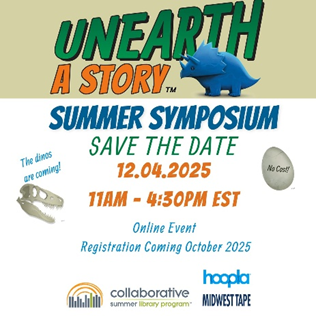 UNEARTH
A STORY™
SUMMER SYMPOSIUM
SAVE THE DATE
The dinos
are coming!
12.04.2025
No Cost!
11AM - 4:30PM EST
Online Event
Registration Coming October 2025
collaborative
summer library program™
hoopla
MIDWEST TAPE